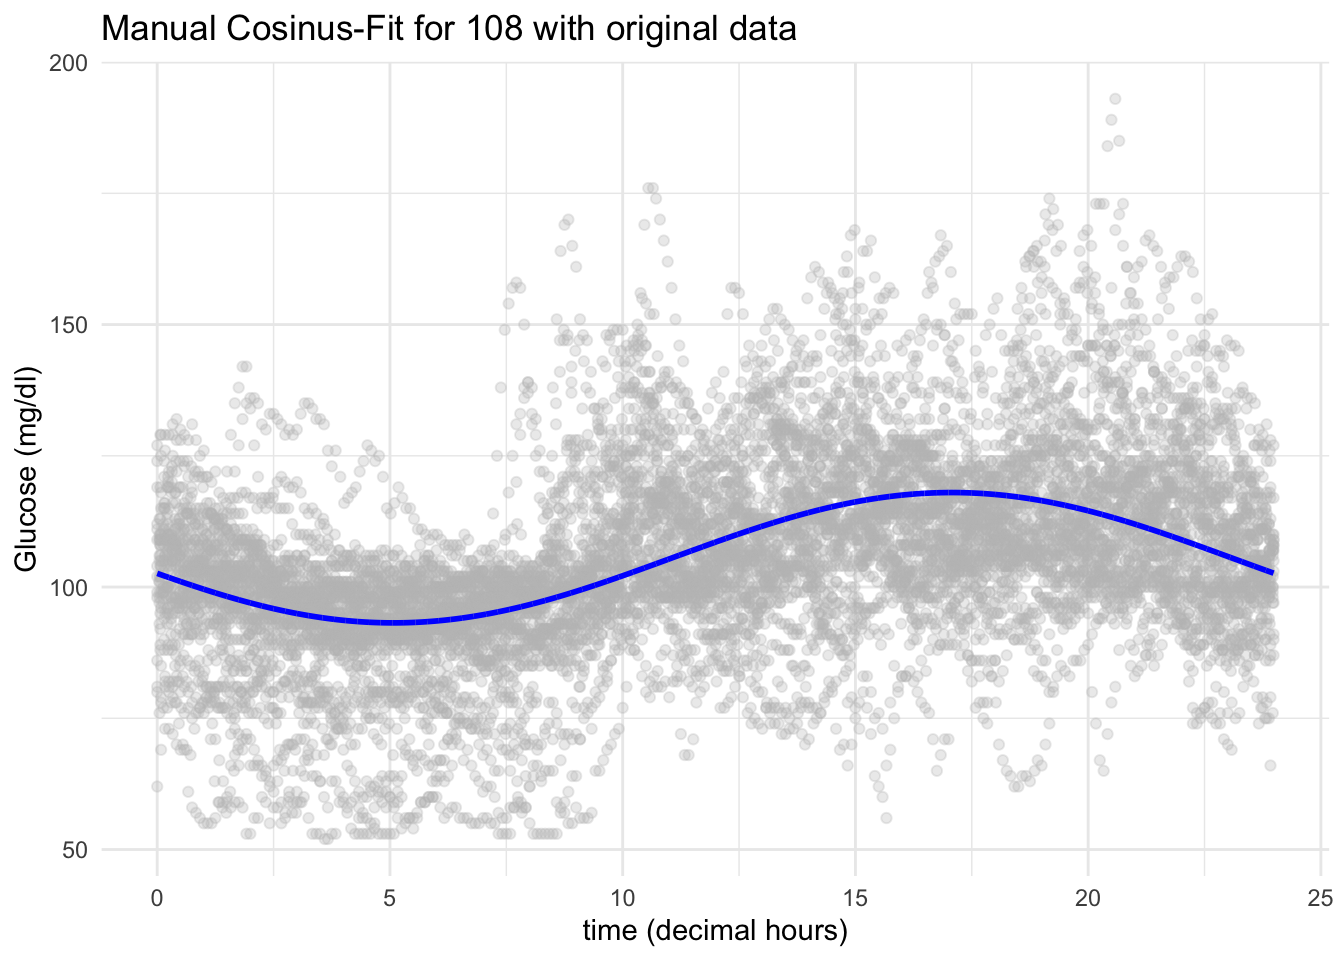 Manual Cosinus-Fit for 108 with original data
Glucose (mg/dl)
200
150
100
50
0 5 10 15 20 25
time (decimal hours)